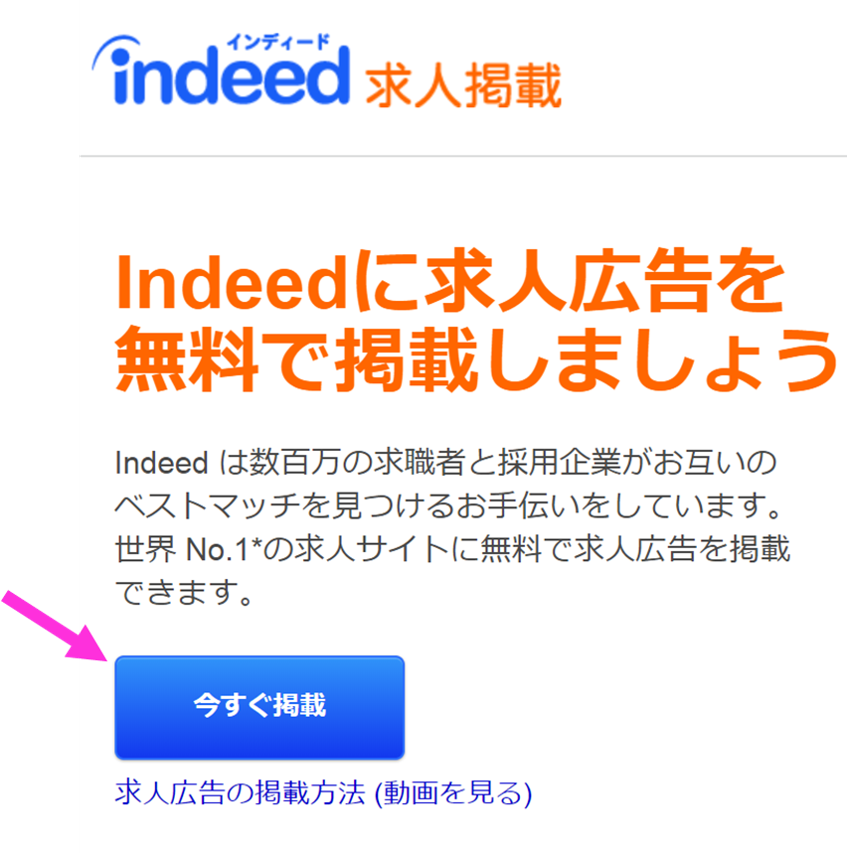 インディード
indeed 求人掲載
Indeedに求人広告を
無料で掲載しましょう
Indeed は数百万の求職者と採用企業がお互いの
ベストマッチを見つけるお手伝いをしています。
世界 No.1*の求人サイトに無料で求人広告を掲載
できます。
今すぐ掲載
求人広告の掲載方法 (動画を見る)